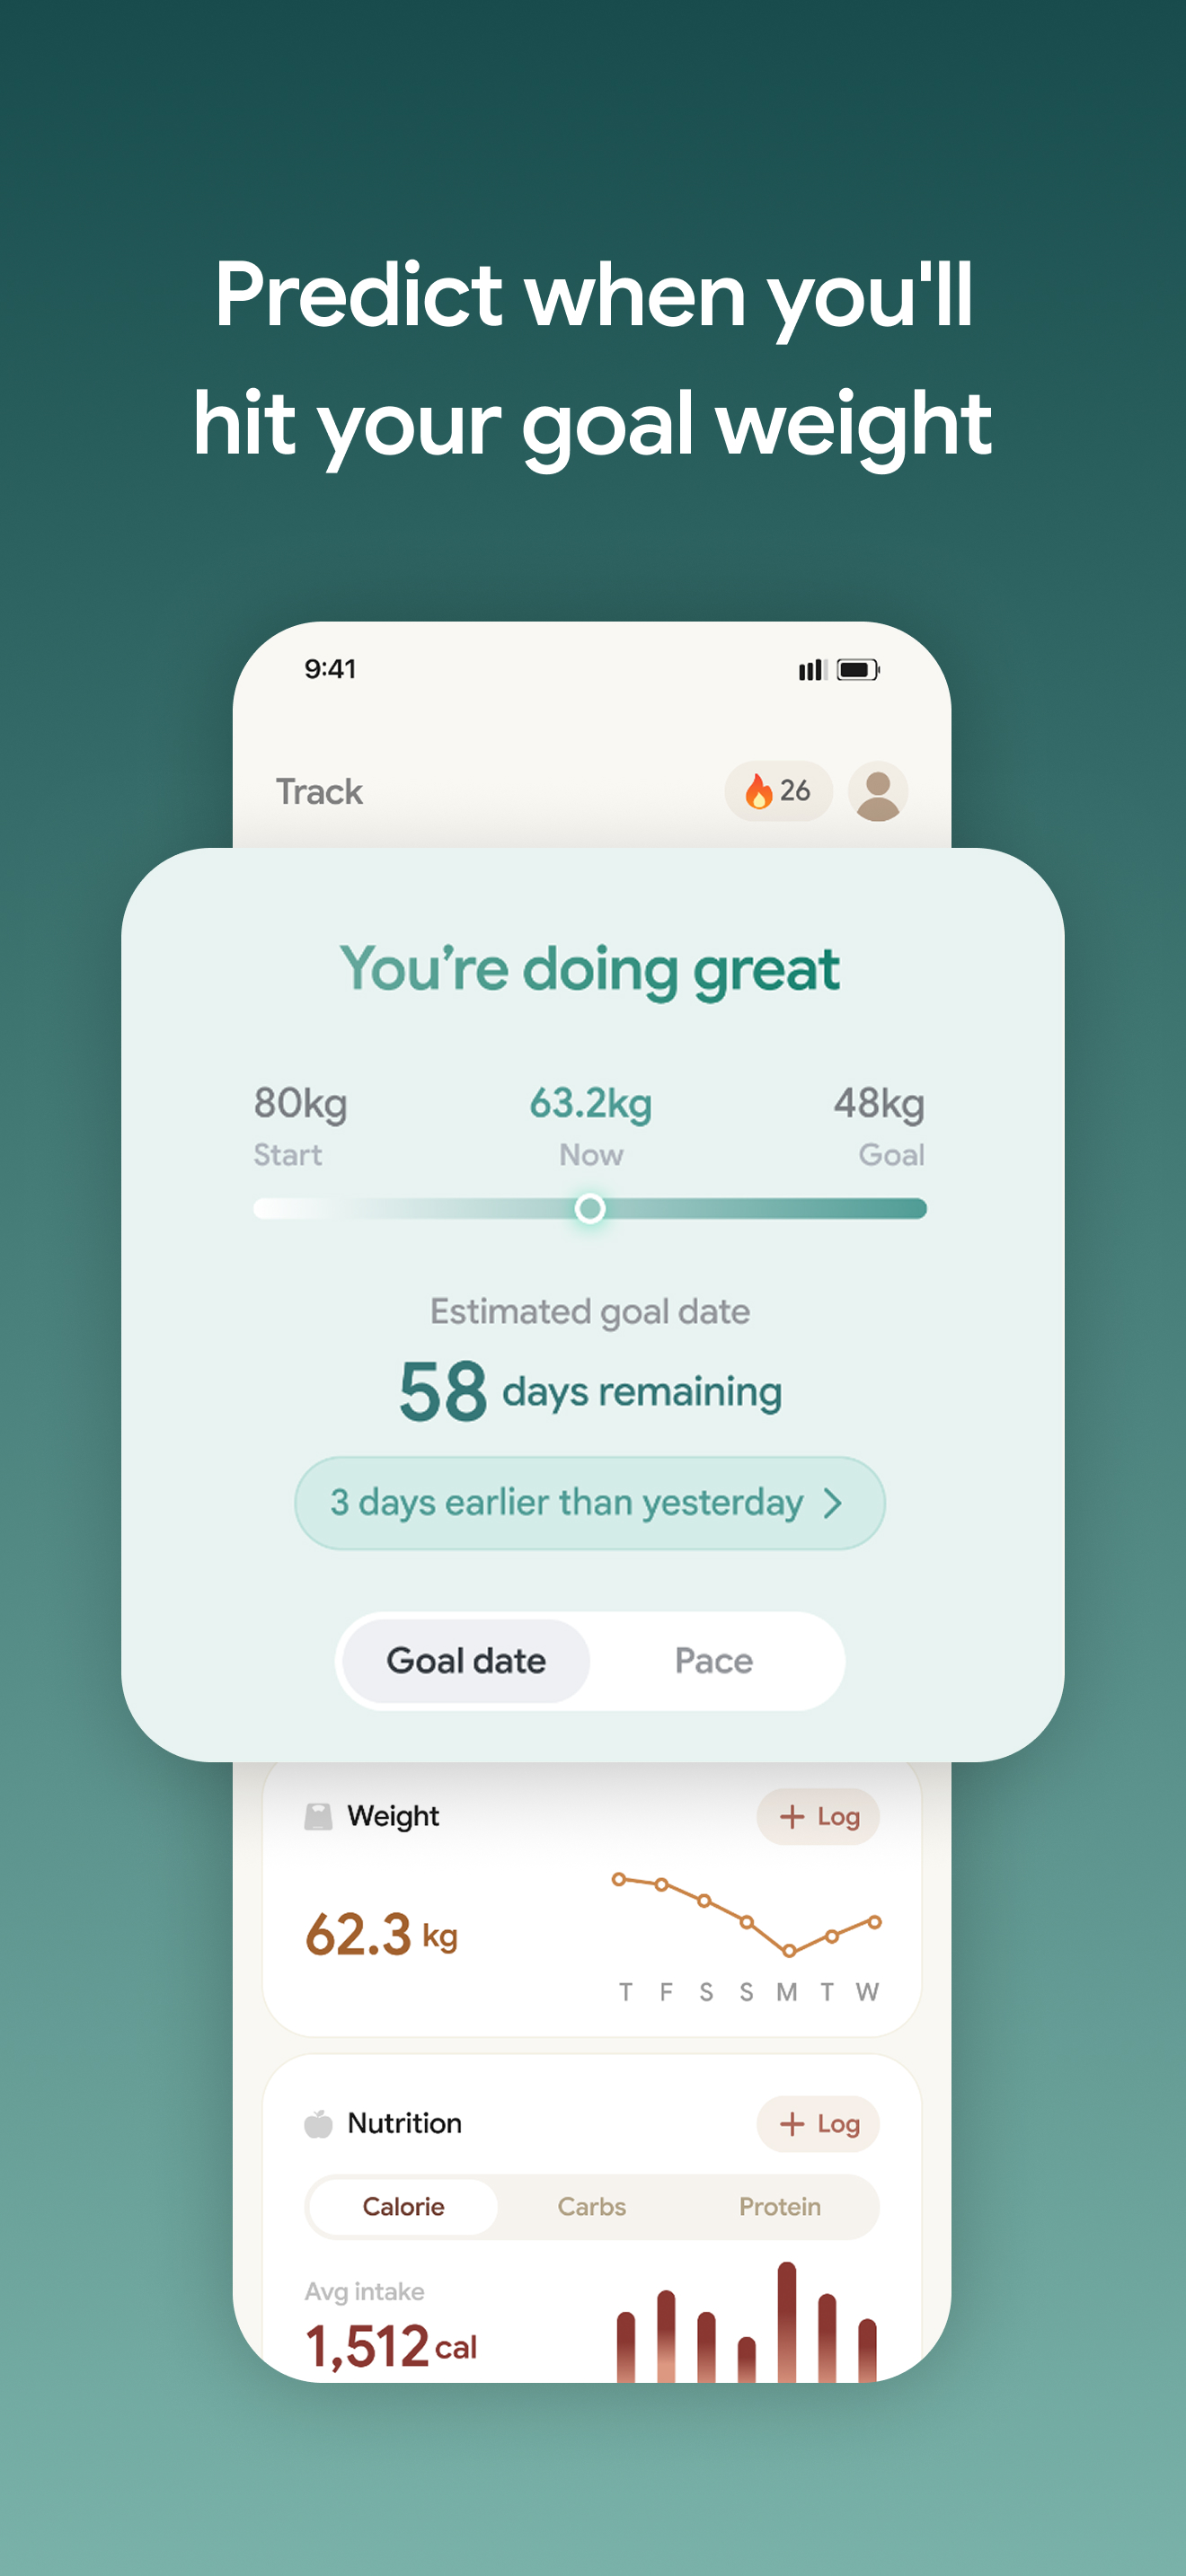 Predict when you'll
hit your goal weight
9:41
Track
🔥 26
You’re doing great
80kg 63.2kg 48kg
Start Now Goal
Estimated goal date
58 days remaining
3 days earlier than yesterday >
Goal date Pace
Weight + Log
62.3 kg
T F S S M T W
Nutrition + Log
Calorie Carbs Protein
Avg intake
1,512 cal